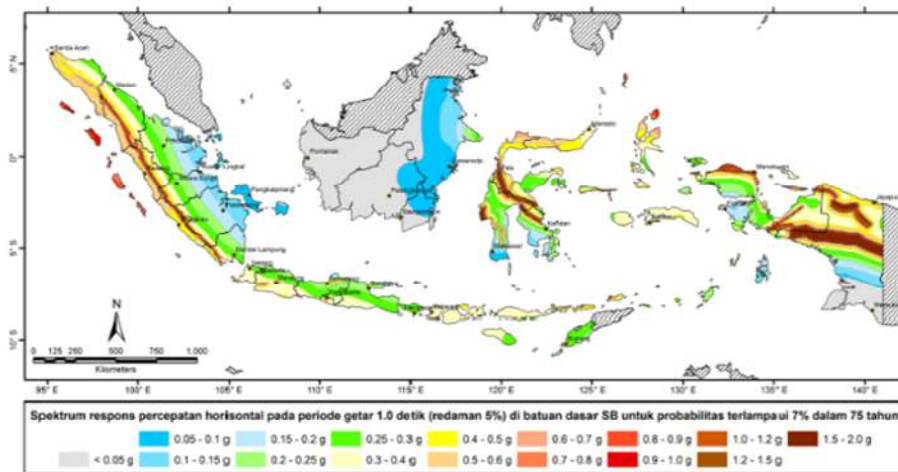 5° N
0°
5° S
10° S
Banda Aceh
Medan
Pontianak
Samarinda
Manado
Manokwari
Pangkalpinang
Bandar Lampung
Kendari
N
0 125 250 500 750 1,000
Kilometers
95° E 100° E 105° E 110° E 115° E 120° E 125° E 130° E 135° E 140° E
Spektrum respons percepatan horisontal pada periode getar 1.0 detik (redaman 5%) di batuan dasar SB untuk probabilitas terlampaui 7% dalam 75 tahun
0.05 - 0.1 g 0.15 - 0.2 g 0.25 - 0.3 g 0.4 - 0.5 g 0.6 - 0.7 g 0.8 - 0.9 g 1.0 - 1.2 g 1.5 - 2.0 g
< 0.05 g 0.1 - 0.15 g 0.2 - 0.25 g 0.3 - 0.4 g 0.5 - 0.6 g 0.7 - 0.8 g 0.9 - 1.0 g 1.2 - 1.5 g